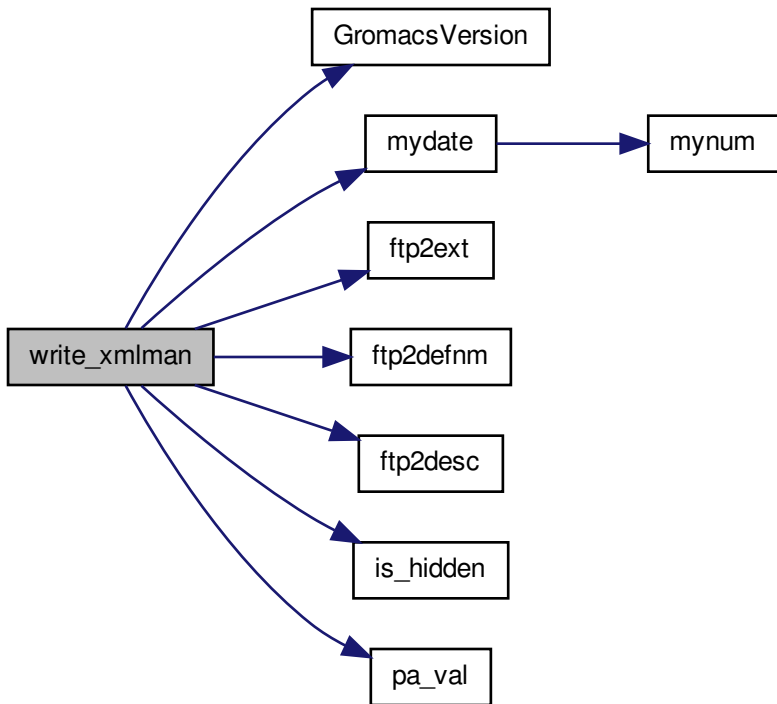 GromacsVersion
mydate
mynum
ftp2ext
write_xmlman
ftp2defnm
ftp2desc
is_hidden
pa_val